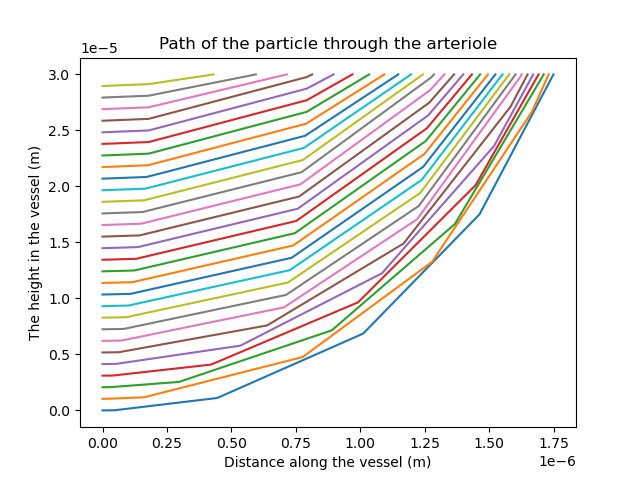 Path of the particle through the arteriole
1e−5
3.0
2.5
2.0
1.5
1.0
0.5
0.0
The height in the vessel (m)
0.00 0.25 0.50 0.75 1.00 1.25 1.50 1.75
Distance along the vessel (m)
1e−6